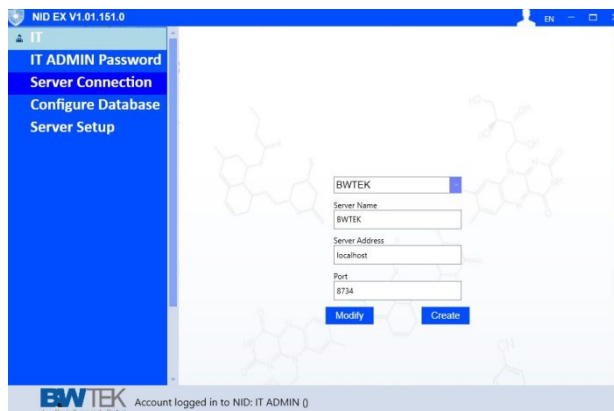 NID EX V1.01.151.0
EN
IT
IT ADMIN Password
Server Connection
Configure Database
Server Setup
BWTEK
Server Name
BWTEK
Server Address
localhost
Port
8734
Modify Create
BWTEK Account logged in to NID: IT ADMIN ()